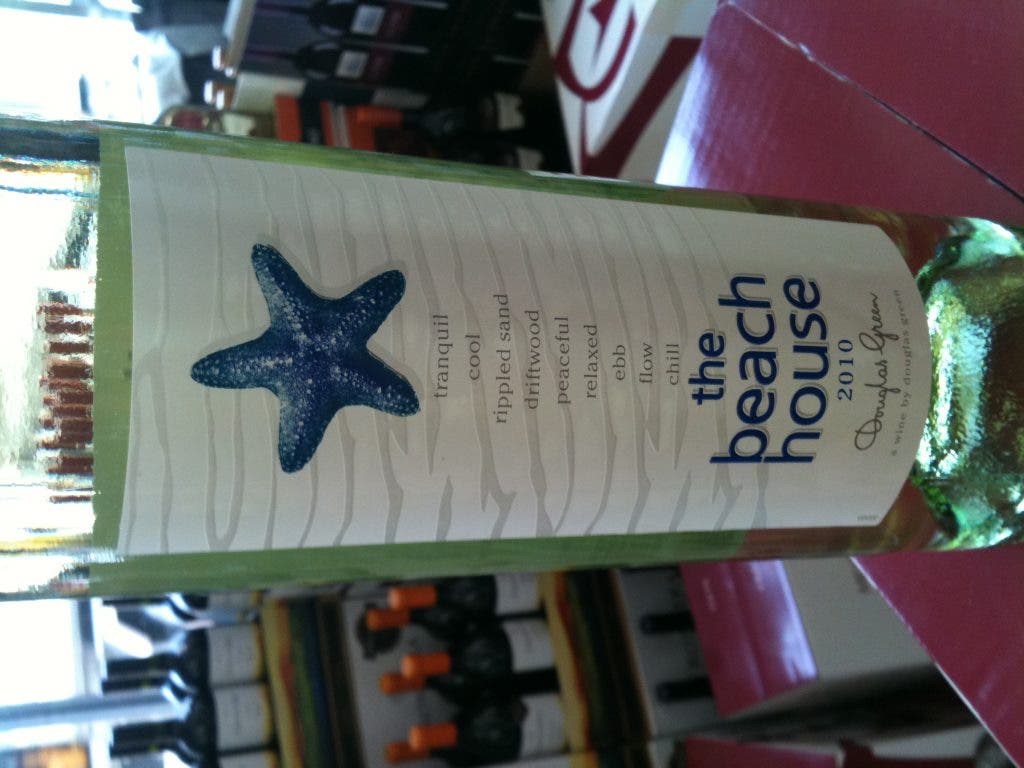 tranquil
cool
rippled sand
driftwood
peaceful
relaxed
ebb
flow
chill
the
beach
house
2010
Douglas Green
a wine by douglas green